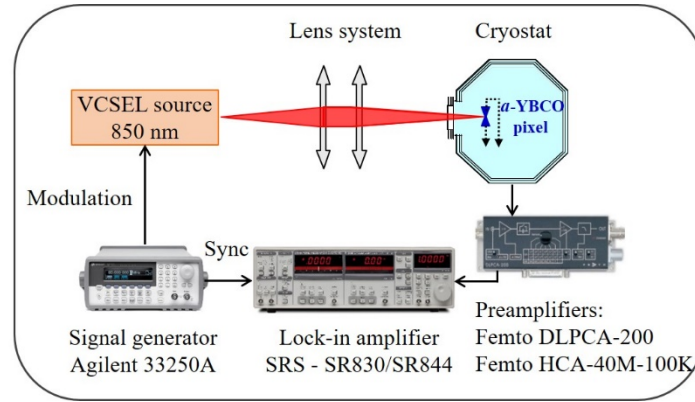 Lens system
Cryostat
VCSEL source
850 nm
a-YBCO
pixel
Modulation
Sync
Signal generator
Agilent 33250A
Lock-in amplifier
SRS - SR830/SR844
Preamplifiers:
Femto DLPCA-200
Femto HCA-40M-100K